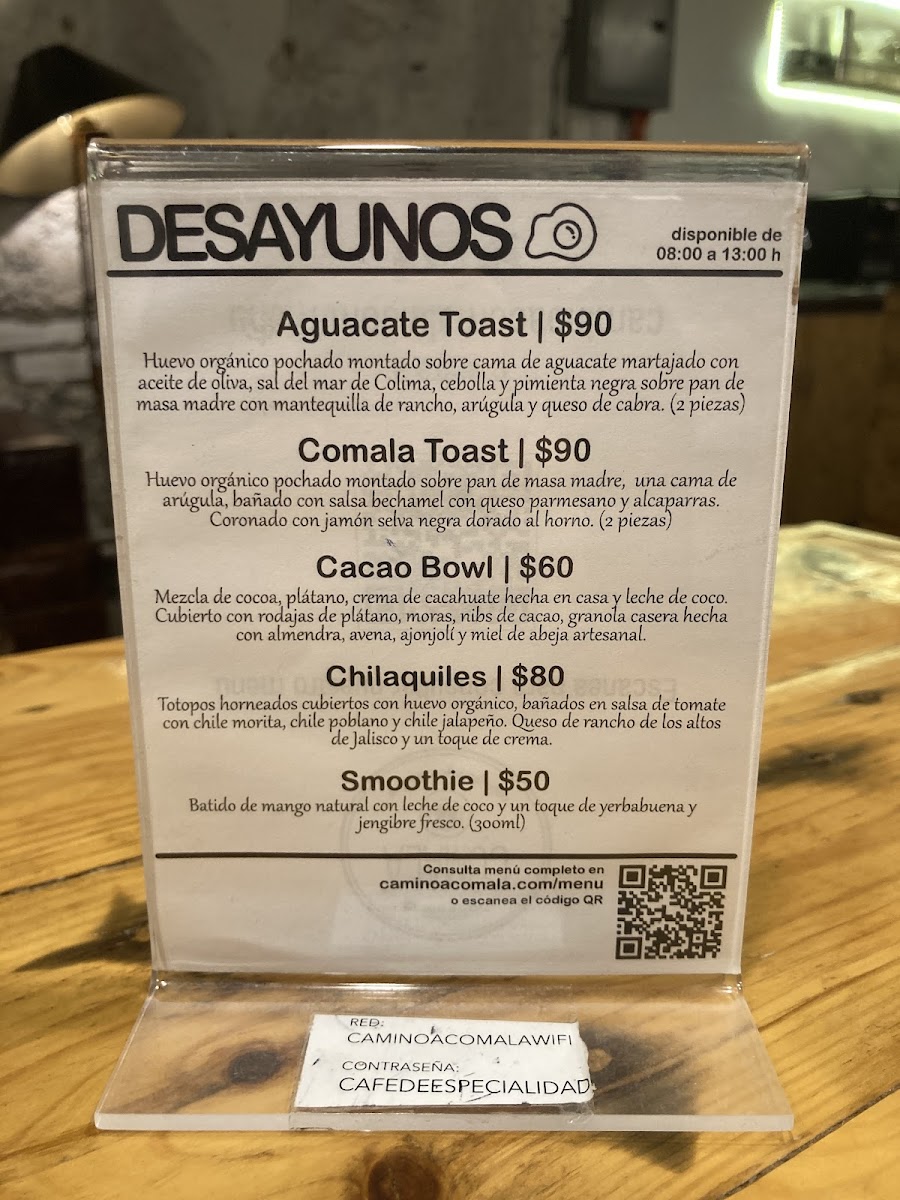 DESAYUNOS
disponible de
08:00 a 13:00 h
Aguacate Toast | $90
Huevo orgánico pochado montado sobre cama de aguacate martajado con
aceite de oliva, sal del mar de Colima, cebolla y pimienta negra sobre pan de
masa madre con mantequilla de rancho, arúgula y queso de cabra. (2 piezas)
Comala Toast | $90
Huevo orgánico pochado montado sobre pan de masa madre, una cama de
arúgula, bañado con salsa bechamel con queso parmesano y alcaparras.
Coronado con jamón selva negra dorado al horno. (2 piezas)
Cacao Bowl | $60
Mezcla de cocoa, plátano, crema de cacahuate hecha en casa y leche de coco.
Cubierto con rodajas de plátano, moras, nibs de cacao, granola casera hecha
con almendra, avena, ajonjolí y miel de abeja artesanal.
Chilaquiles | $80
Totopos horneados cubiertos con huevo orgánico, bañados en salsa de tomate
con chile morita, chile poblano y chile jalapeño. Queso de rancho de los altos
de Jalisco y un toque de crema.
Smoothie | $50
Batido de mango natural con leche de coco y un toque de yerbabuena y
jengibre fresco. (300ml)
Consulta menú completo en
caminoacomala.com/menu
o escanea el código QR
RED:
CAMINOACOMALAWIFI
CONTRASEÑA:
CAFEDEESPECIALIDAD